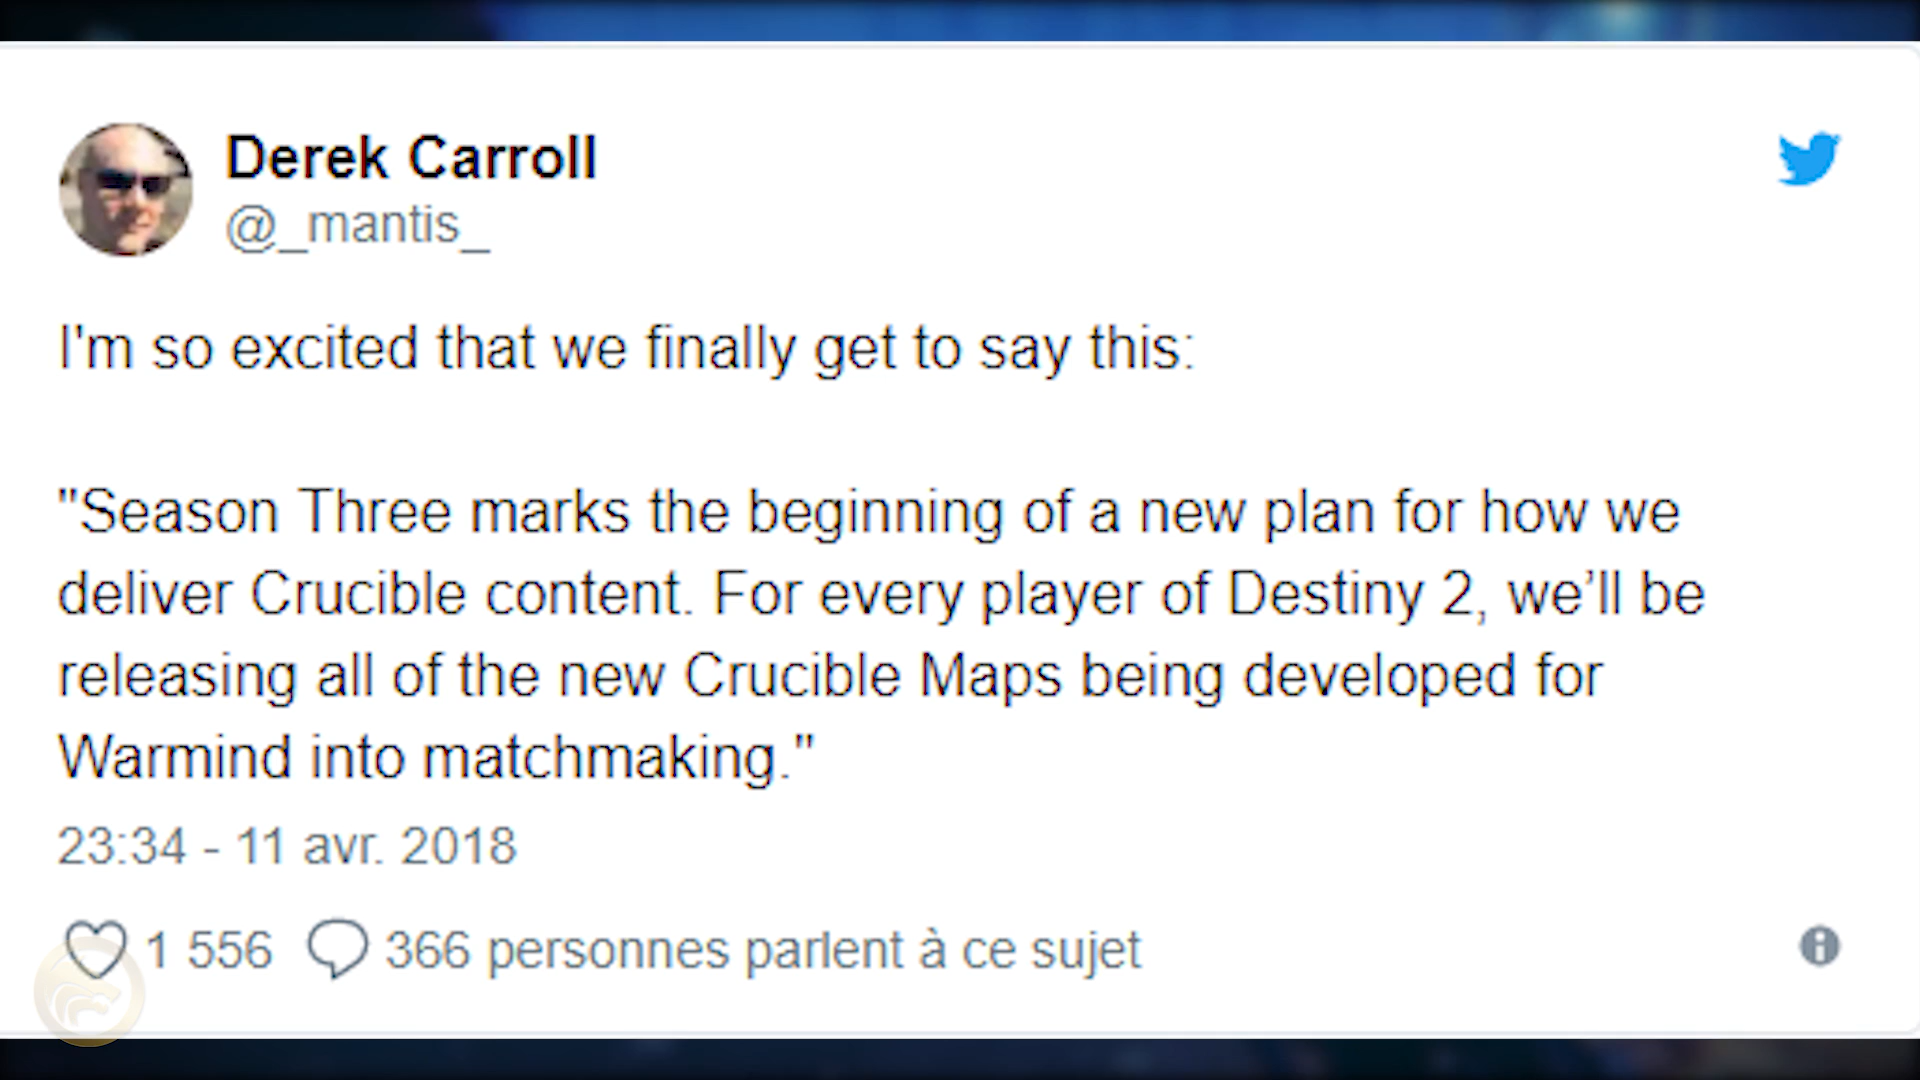 Derek Carroll
@_mantis_
I'm so excited that we finally get to say this:
"Season Three marks the beginning of a new plan for how we
deliver Crucible content. For every player of Destiny 2, we’ll be
releasing all of the new Crucible Maps being developed for
Warmind into matchmaking."
23:34 - 11 avr. 2018
1 556 366 personnes parlent à ce sujet